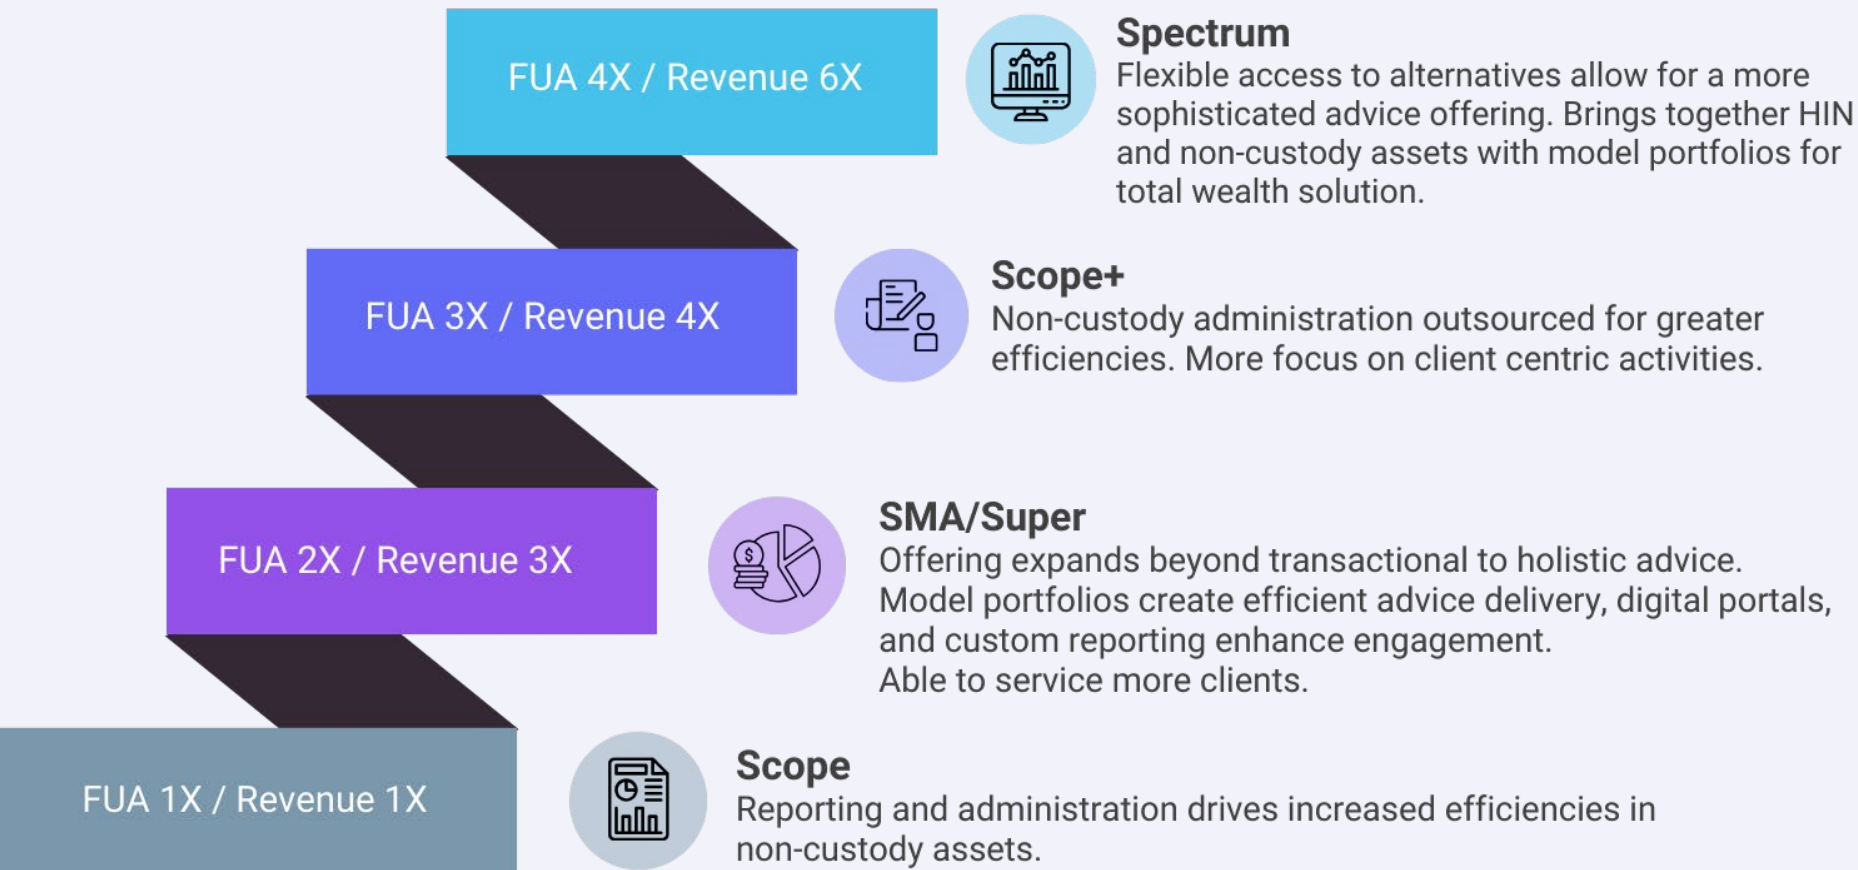 FUA 4X / Revenue 6X
Spectrum
Flexible access to alternatives allow for a more
sophisticated advice offering. Brings together HIN
and non-custody assets with model portfolios for
total wealth solution.
FUA 3X / Revenue 4X
Scope+
Non-custody administration outsourced for greater
efficiencies. More focus on client centric activities.
FUA 2X / Revenue 3X
$
SMA/Super
Offering expands beyond transactional to holistic advice.
Model portfolios create efficient advice delivery, digital portals,
and custom reporting enhance engagement.
Able to service more clients.
FUA 1X / Revenue 1X
Scope
Reporting and administration drives increased efficiencies in
non-custody assets.